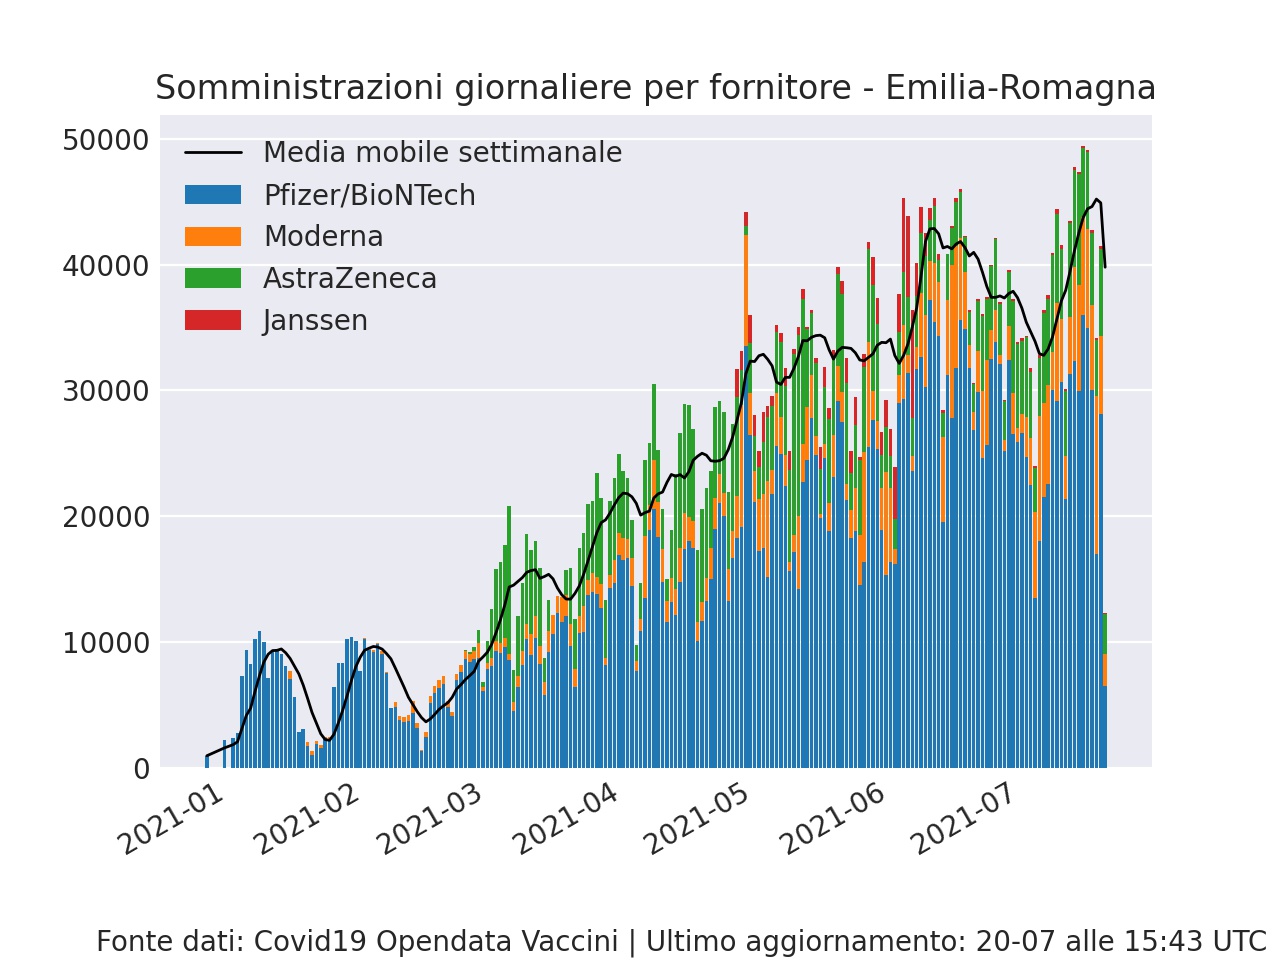 Somministrazioni giornaliere per fornitore - Emilia-Romagna
50000
40000
30000
20000
10000
0
Media mobile settimanale
Pfizer/BioNTech
Moderna
AstraZeneca
Janssen
2021-01
2021-02
2021-03
2021-04
2021-05
2021-06
2021-07
Fonte dati: Covid19 Opendata Vaccini | Ultimo aggiornamento: 20-07 alle 15:43 UTC